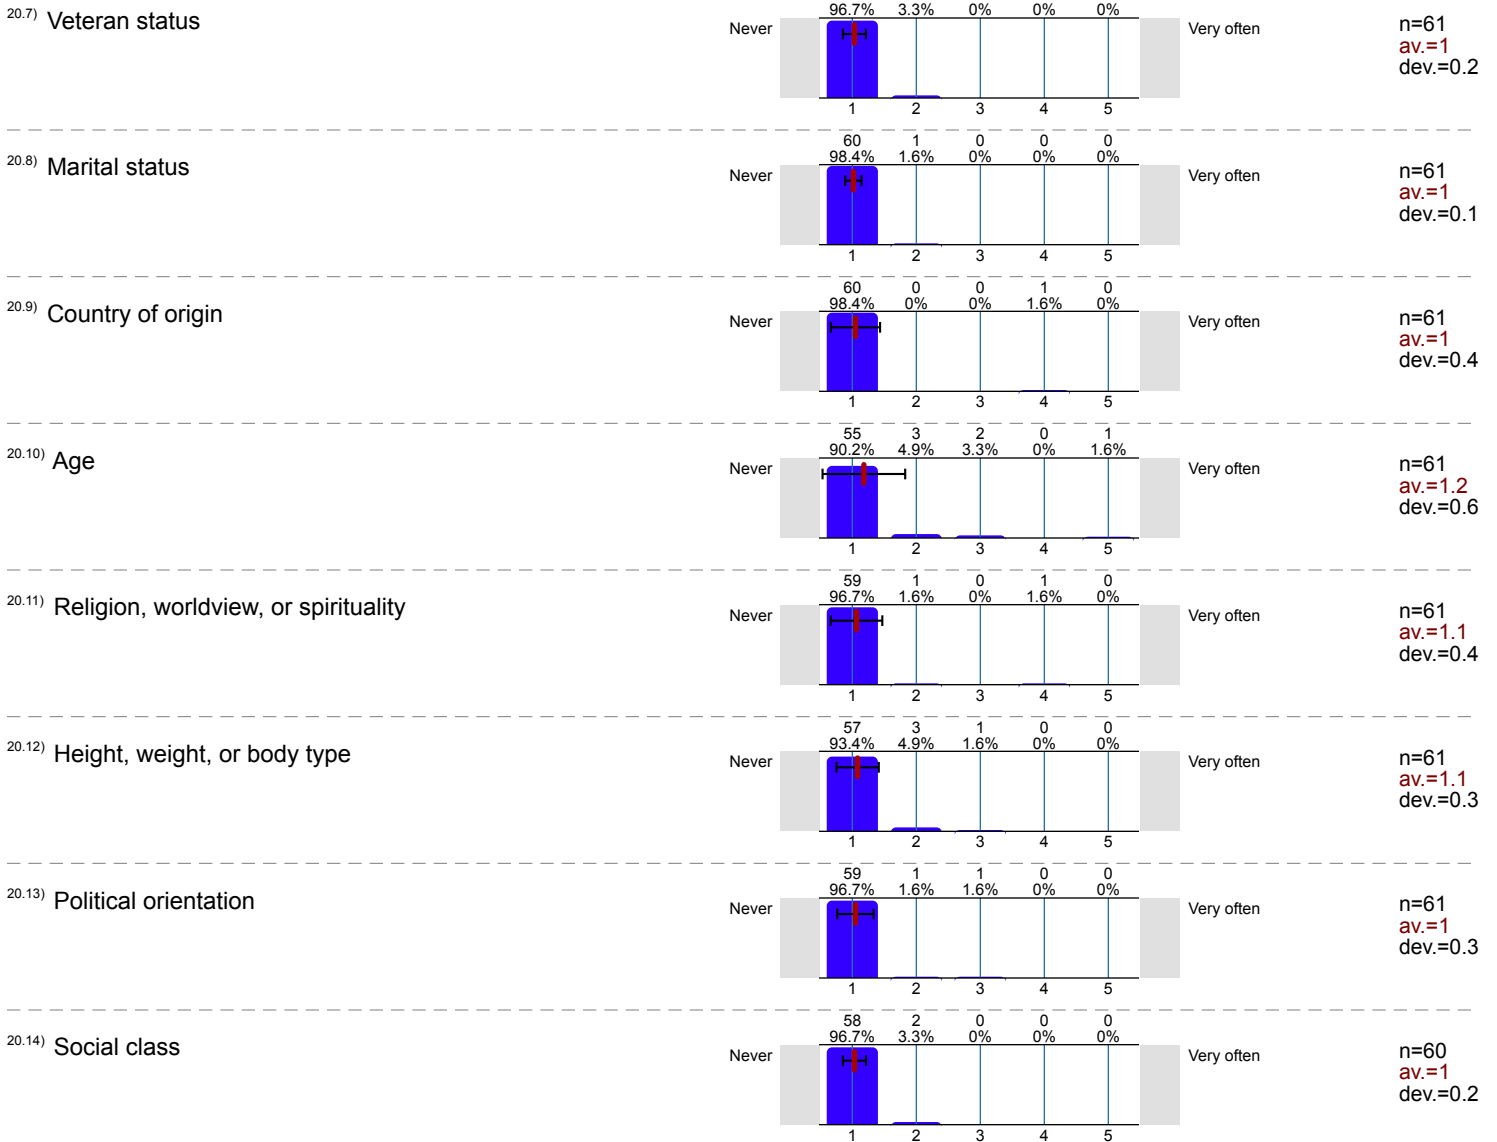 96.7% 3.3% 0% 0% 0%
20.7) Veteran status Never Very often n=61
av.=1
dev.=0.2
1 2 3 4 5
60 1 0 0 0
98.4% 1.6% 0% 0% 0%
20.8) Marital status Never Very often n=61
av.=1
dev.=0.1
1 2 3 4 5
60 0 0 1 0
98.4% 0% 0% 1.6% 0%
20.9) Country of origin Never Very often n=61
av.=1
dev.=0.4
1 2 3 4 5
55 3 2 0 1
90.2% 4.9% 3.3% 0% 1.6%
20.10) Age Never Very often n=61
av.=1.2
dev.=0.6
1 2 3 4 5
59 1 0 1 0
96.7% 1.6% 0% 1.6% 0%
20.11) Religion, worldview, or spirituality Never Very often n=61
av.=1.1
dev.=0.4
1 2 3 4 5
57 3 1 0 0
93.4% 4.9% 1.6% 0% 0%
20.12) Height, weight, or body type Never Very often n=61
av.=1.1
dev.=0.3
1 2 3 4 5
59 1 1 0 0
96.7% 1.6% 1.6% 0% 0%
20.13) Political orientation Never Very often n=61
av.=1
dev.=0.3
1 2 3 4 5
58 2 0 0 0
96.7% 3.3% 0% 0% 0%
20.14) Social class Never Very often n=60
av.=1
dev.=0.2
1 2 3 4 5